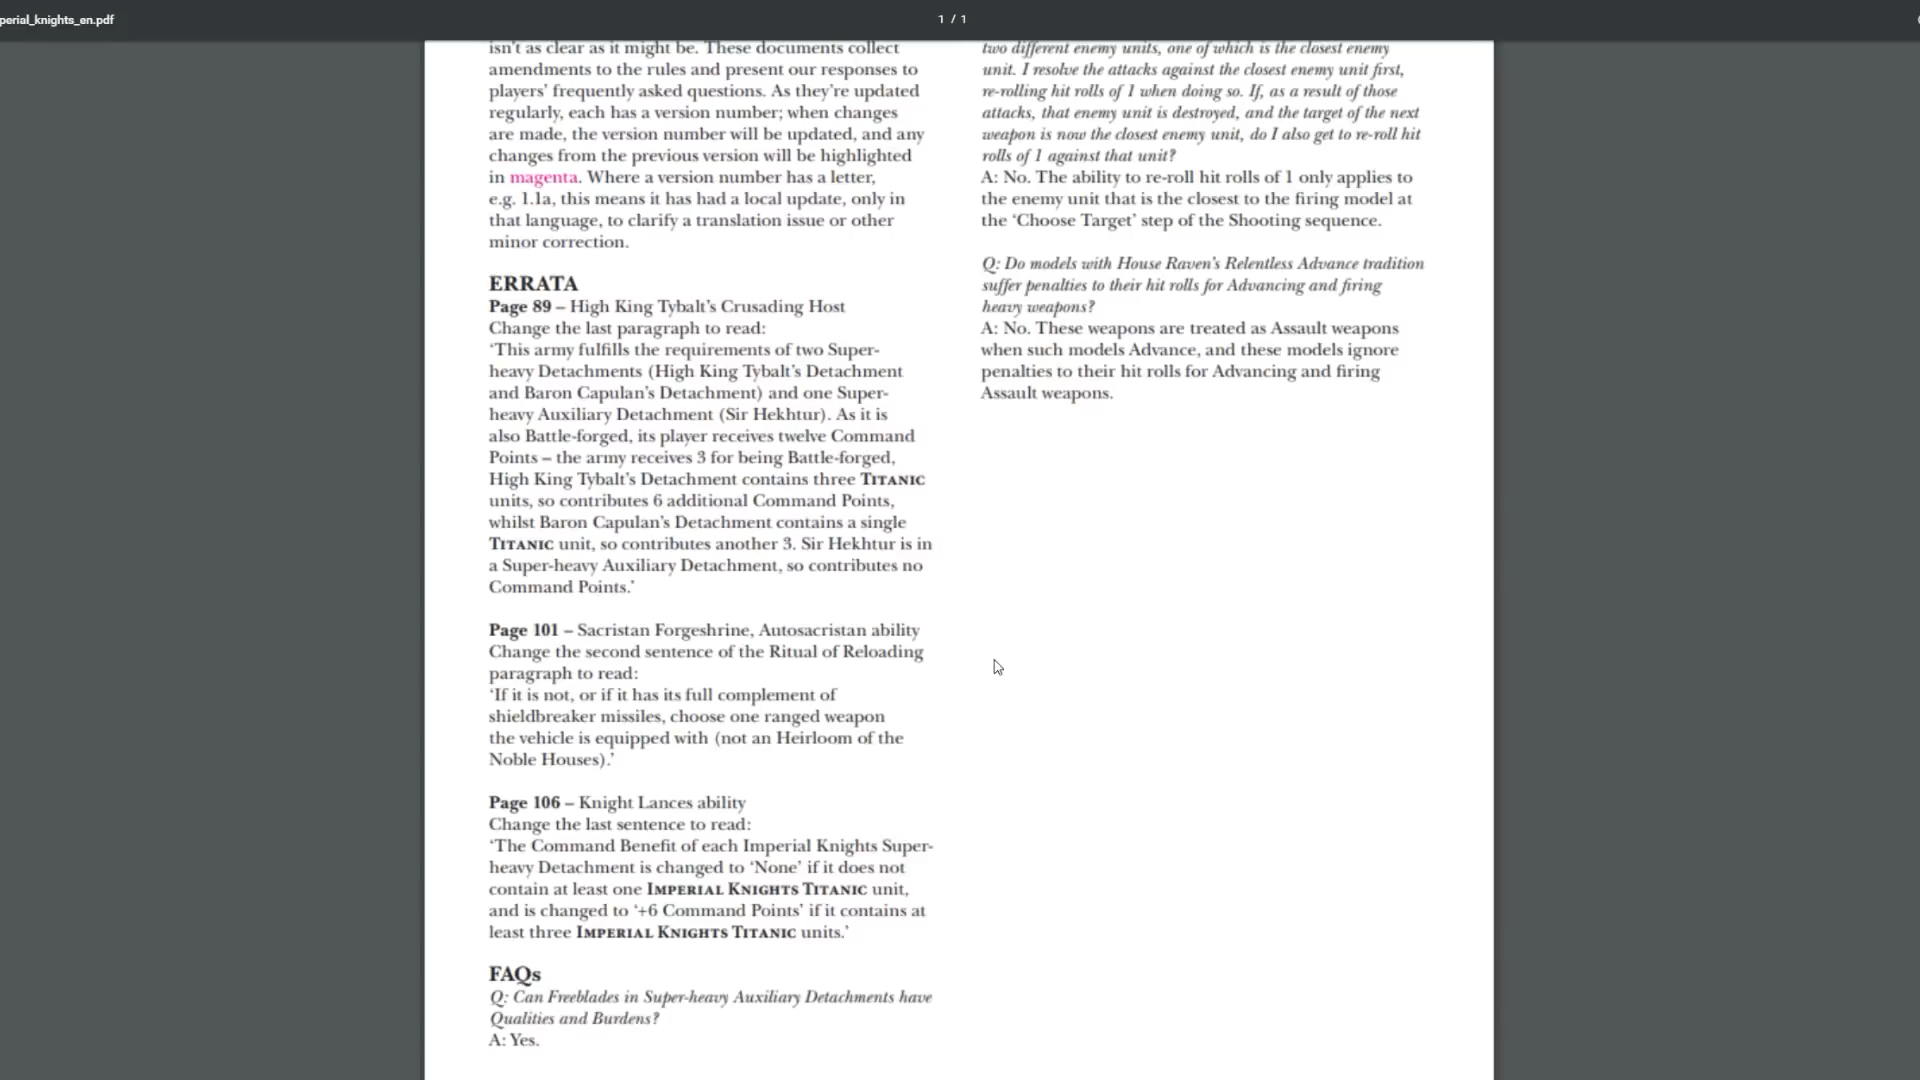 perial_knights_en.pdf
1 / 1
isn't as clear as it might be. These documents collect
amendments to the rules and present our responses to
players' frequently asked questions. As they're updated
regularly, each has a version number; when changes
are made, the version number will be updated, and any
changes from the previous version will be highlighted
in magenta. Where a version number has a letter,
e.g. 1.1a, this means it has had a local update, only in
that language, to clarify a translation issue or other
minor correction.
ERRATA
Page 89 – High King Tybalt's Crusading Host
Change the last paragraph to read:
'This army fulfills the requirements of two Super-
heavy Detachments (High King Tybalt's Detachment
and Baron Capulan's Detachment) and one Super-
heavy Auxiliary Detachment (Sir Hekhtur). As it is
also Battle-forged, its player receives twelve Command
Points – the army receives 3 for being Battle-forged,
High King Tybalt's Detachment contains three TITANIC
units, so contributes 6 additional Command Points,
whilst Baron Capulan's Detachment contains a single
TITANIC unit, so contributes another 3. Sir Hekhtur is in
a Super-heavy Auxiliary Detachment, so contributes no
Command Points.'
Page 101 – Sacristan Forgeshrine, Autosacristan ability
Change the second sentence of the Ritual of Reloading
paragraph to read:
'If it is not, or if it has its full complement of
shieldbreaker missiles, choose one ranged weapon
the vehicle is equipped with (not an Heirloom of the
Noble Houses).'
Page 106 – Knight Lances ability
Change the last sentence to read:
'The Command Benefit of each Imperial Knights Super-
heavy Detachment is changed to 'None' if it does not
contain at least one IMPERIAL KNIGHTS TITANIC unit,
and is changed to '+6 Command Points' if it contains at
least three IMPERIAL KNIGHTS TITANIC units.'
FAQs
Q: Can Freeblades in Super-heavy Auxiliary Detachments have
Qualities and Burdens?
A: Yes.
two different enemy units, one of which is the closest enemy
unit. I resolve the attacks against the closest enemy unit first,
re-rolling hit rolls of 1 when doing so. If, as a result of those
attacks, that enemy unit is destroyed, and the target of the next
weapon is now the closest enemy unit, do I also get to re-roll hit
rolls of 1 against that unit?
A: No. The ability to re-roll hit rolls of 1 only applies to
the enemy unit that is the closest to the firing model at
the 'Choose Target' step of the Shooting sequence.
Q: Do models with House Raven's Relentless Advance tradition
suffer penalties to their hit rolls for Advancing and firing
heavy weapons?
A: No. These weapons are treated as Assault weapons
when such models Advance, and these models ignore
penalties to their hit rolls for Advancing and firing
Assault weapons.